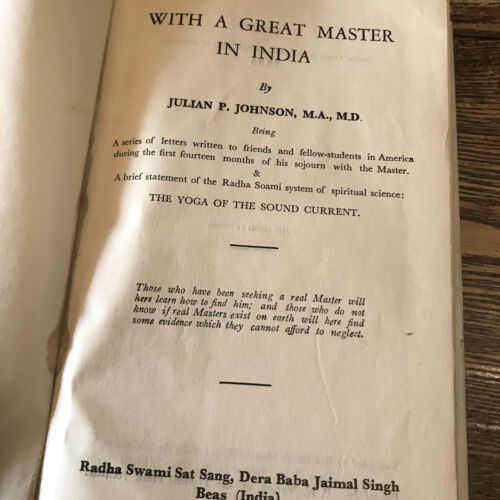 WITH A GREAT MASTER
IN INDIA
By
JULIAN P. JOHNSON, M.A., M.D.
Being
A series of letters written to friends and fellow-students in America
during the first fourteen months of his sojourn with the Master.
&
A brief statement of the Radha Soami system of spiritual science:
THE YOGA OF THE SOUND CURRENT.
Those who have been seeking a real Master will
here learn how to find him; and those who do not
know if real Masters exist on earth will here find
some evidence which they cannot afford to neglect.
Radha Swami Sat Sang, Dera Baba Jaimal Singh
Beas (India)